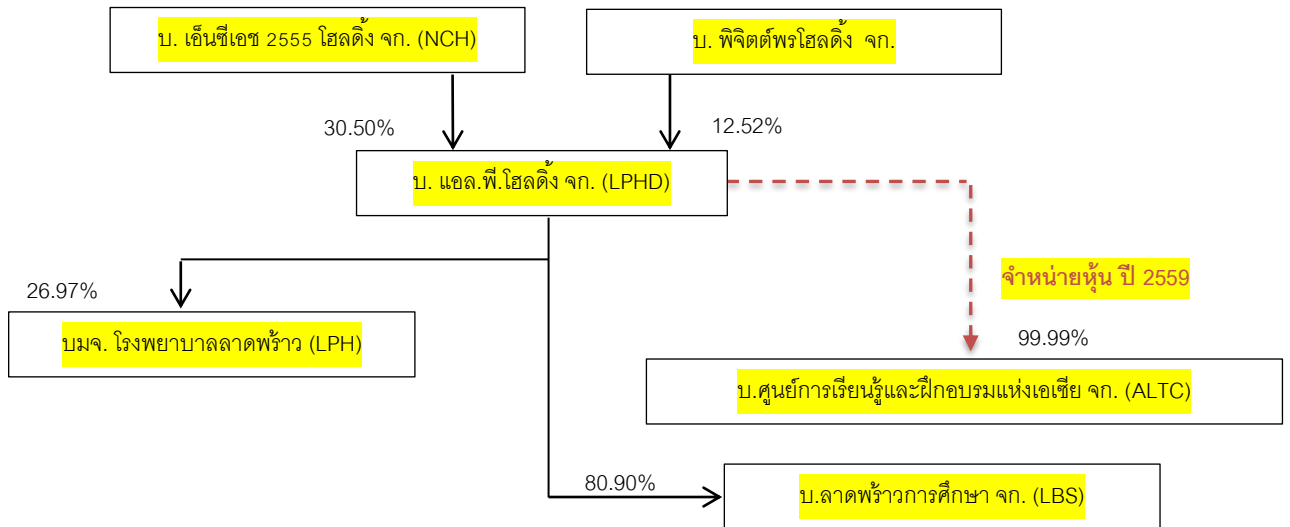 บ. เอ็นซีเอช 2555 โฮลดิ้ง จก. (NCH)
บ. พิจิตต์พรโฮลดิ้ง จก.
30.50%
12.52%
บ. แอล.พี.โฮลดิ้ง จก. (LPHD)
จำหน่ายหุ้น ปี 2559
26.97%
บมจ. โรงพยาบาลลาดพร้าว (LPH)
99.99%
บ.ศูนย์การเรียนรู้และฝึกอบรมแห่งเอเซีย จก. (ALTC)
80.90%
บ.ลาดพร้าวการศึกษา จก. (LBS)